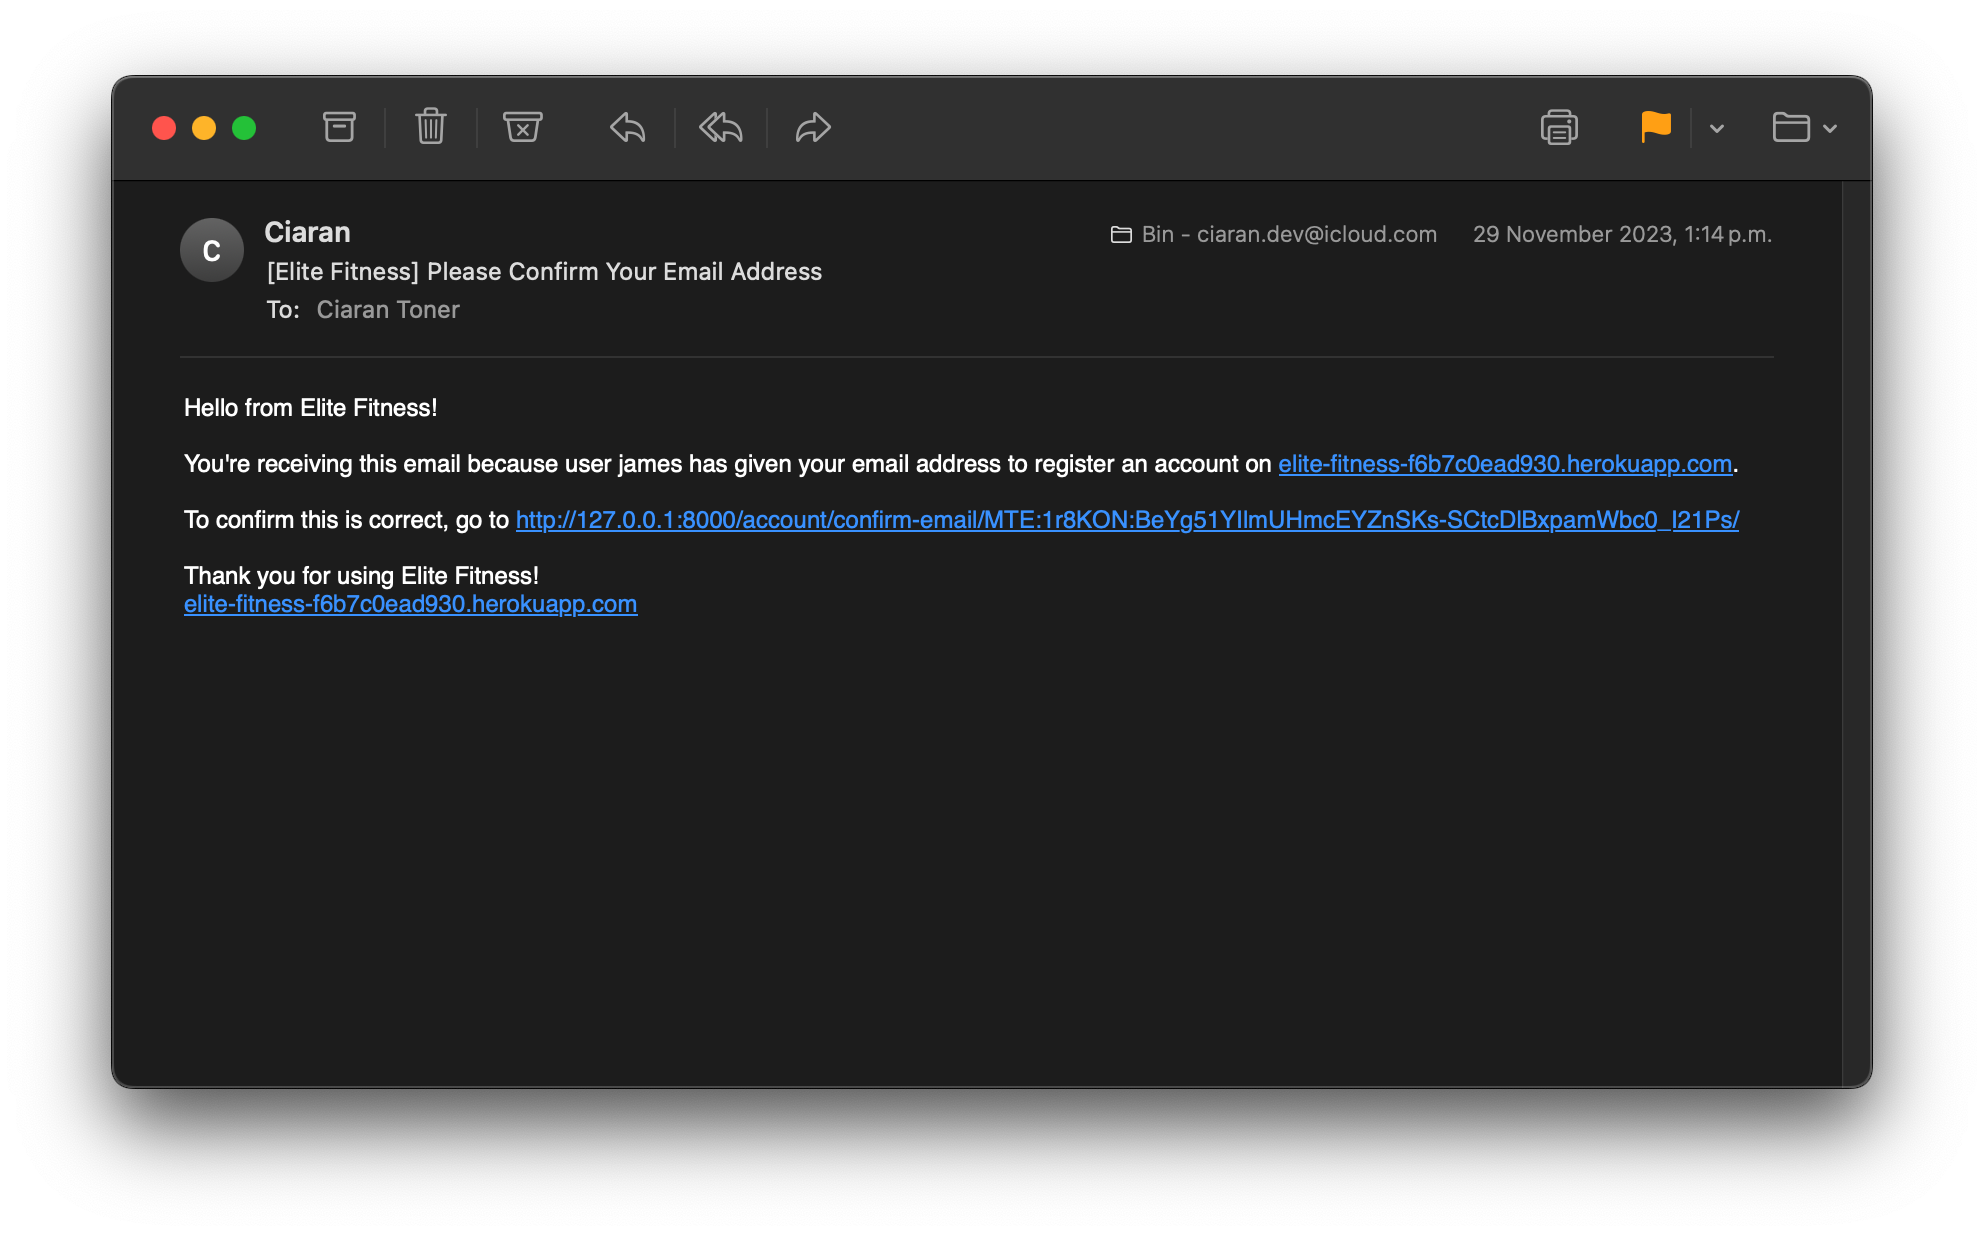 C
Ciaran
Bin - ciaran.dev@icloud.com 29 November 2023, 1:14 p.m.
[Elite Fitness] Please Confirm Your Email Address
To: Ciaran Toner
Hello from Elite Fitness!
You're receiving this email because user james has given your email address to register an account on elite-fitness-f6b7c0ead930.herokuapp.com.
To confirm this is correct, go to http://127.0.0.1:8000/account/confirm-email/MTE:1r8KON:BeYg51YIlmUHmcEYZnSKs-SCtcDlBxpamWbc0_l21Ps/
Thank you for using Elite Fitness!
elite-fitness-f6b7c0ead930.herokuapp.com